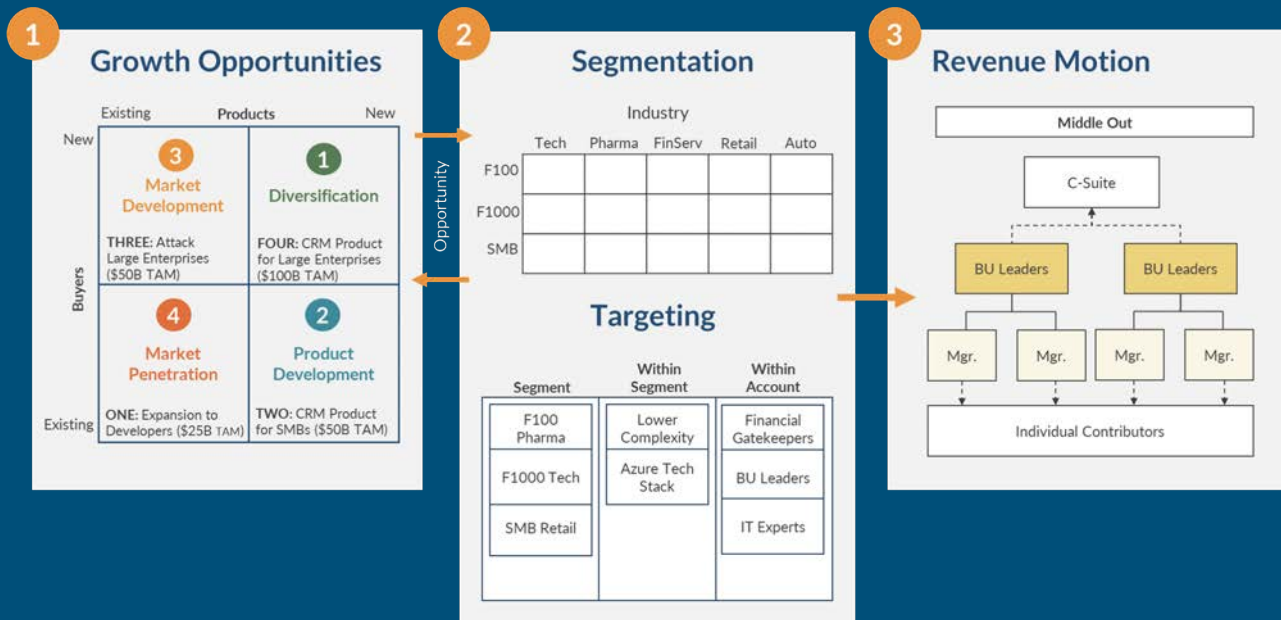 1
Growth Opportunities
Existing Products New
New
Buyers
Existing
3
Market
Development
THREE: Attack
Large Enterprises
($50B TAM)
1
Diversification
FOUR: CRM Product
for Large Enterprises
($100B TAM)
4
Market
Penetration
ONE: Expansion to
Developers ($25B TAM)
2
Product
Development
TWO: CRM Product
for SMBs ($50B TAM)
Opportunity
2
Segmentation
Industry
Tech Pharma FinServ Retail Auto
F100
F1000
SMB
Targeting
Segment
F100
Pharma
F1000 Tech
SMB Retail
Within
Segment
Lower
Complexity
Azure Tech
Stack
Within
Account
Financial
Gatekeepers
BU Leaders
IT Experts
3
Revenue Motion
Middle Out
C-Suite
BU Leaders BU Leaders
Mgr. Mgr. Mgr. Mgr.
Individual Contributors